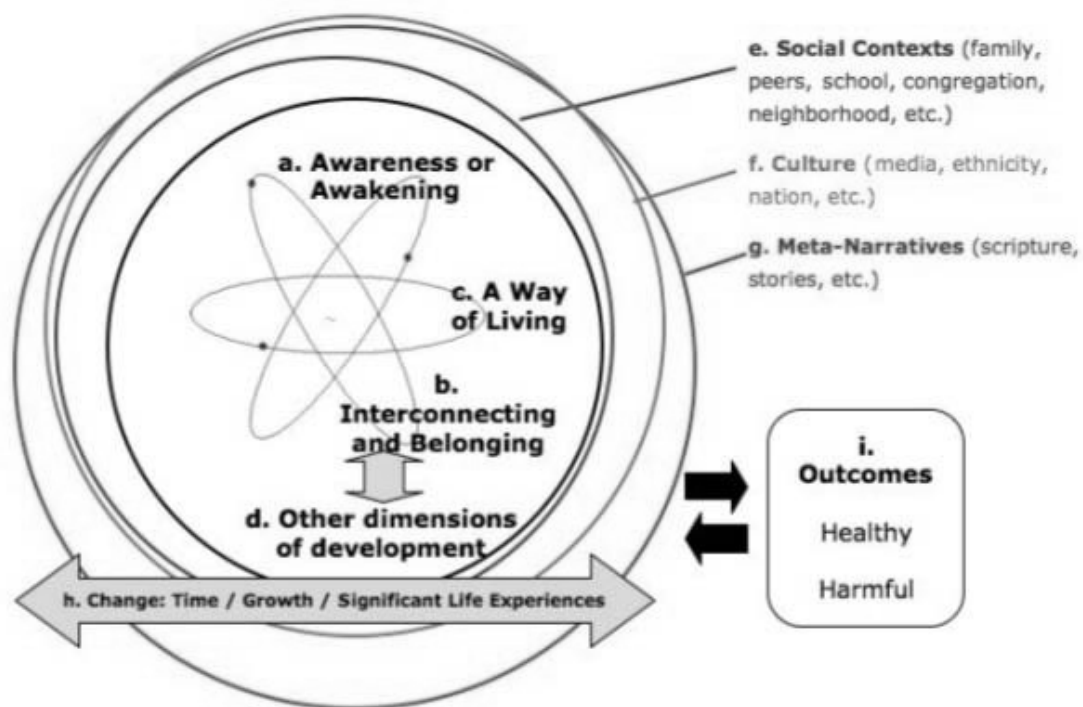 e. Social Contexts (family,
peers, school, congregation,
neighborhood, etc.)
a. Awareness or
Awakening
f. Culture (media, ethnicity,
nation, etc.)
g. Meta-Narratives (scripture,
stories, etc.)
c. A Way
of Living
b.
Interconnecting
and Belonging
d. Other dimensions
of development
h. Change: Time / Growth / Significant Life Experiences
i.
Outcomes
Healthy
Harmful